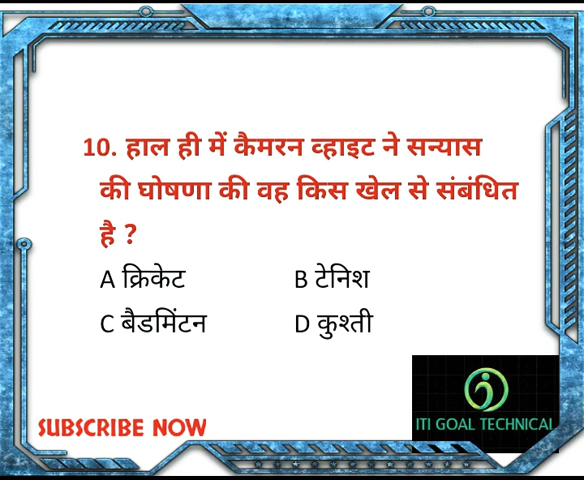 10. हाल ही में कैमरन व्हाइट ने सन्यास
की घोषणा की वह किस खेल से संबंधित
है ?
A क्रिकेट B टेनिश
C बैडमिंटन D कुश्ती
SUBSCRIBE NOW
ITI GOAL TECHNICAL